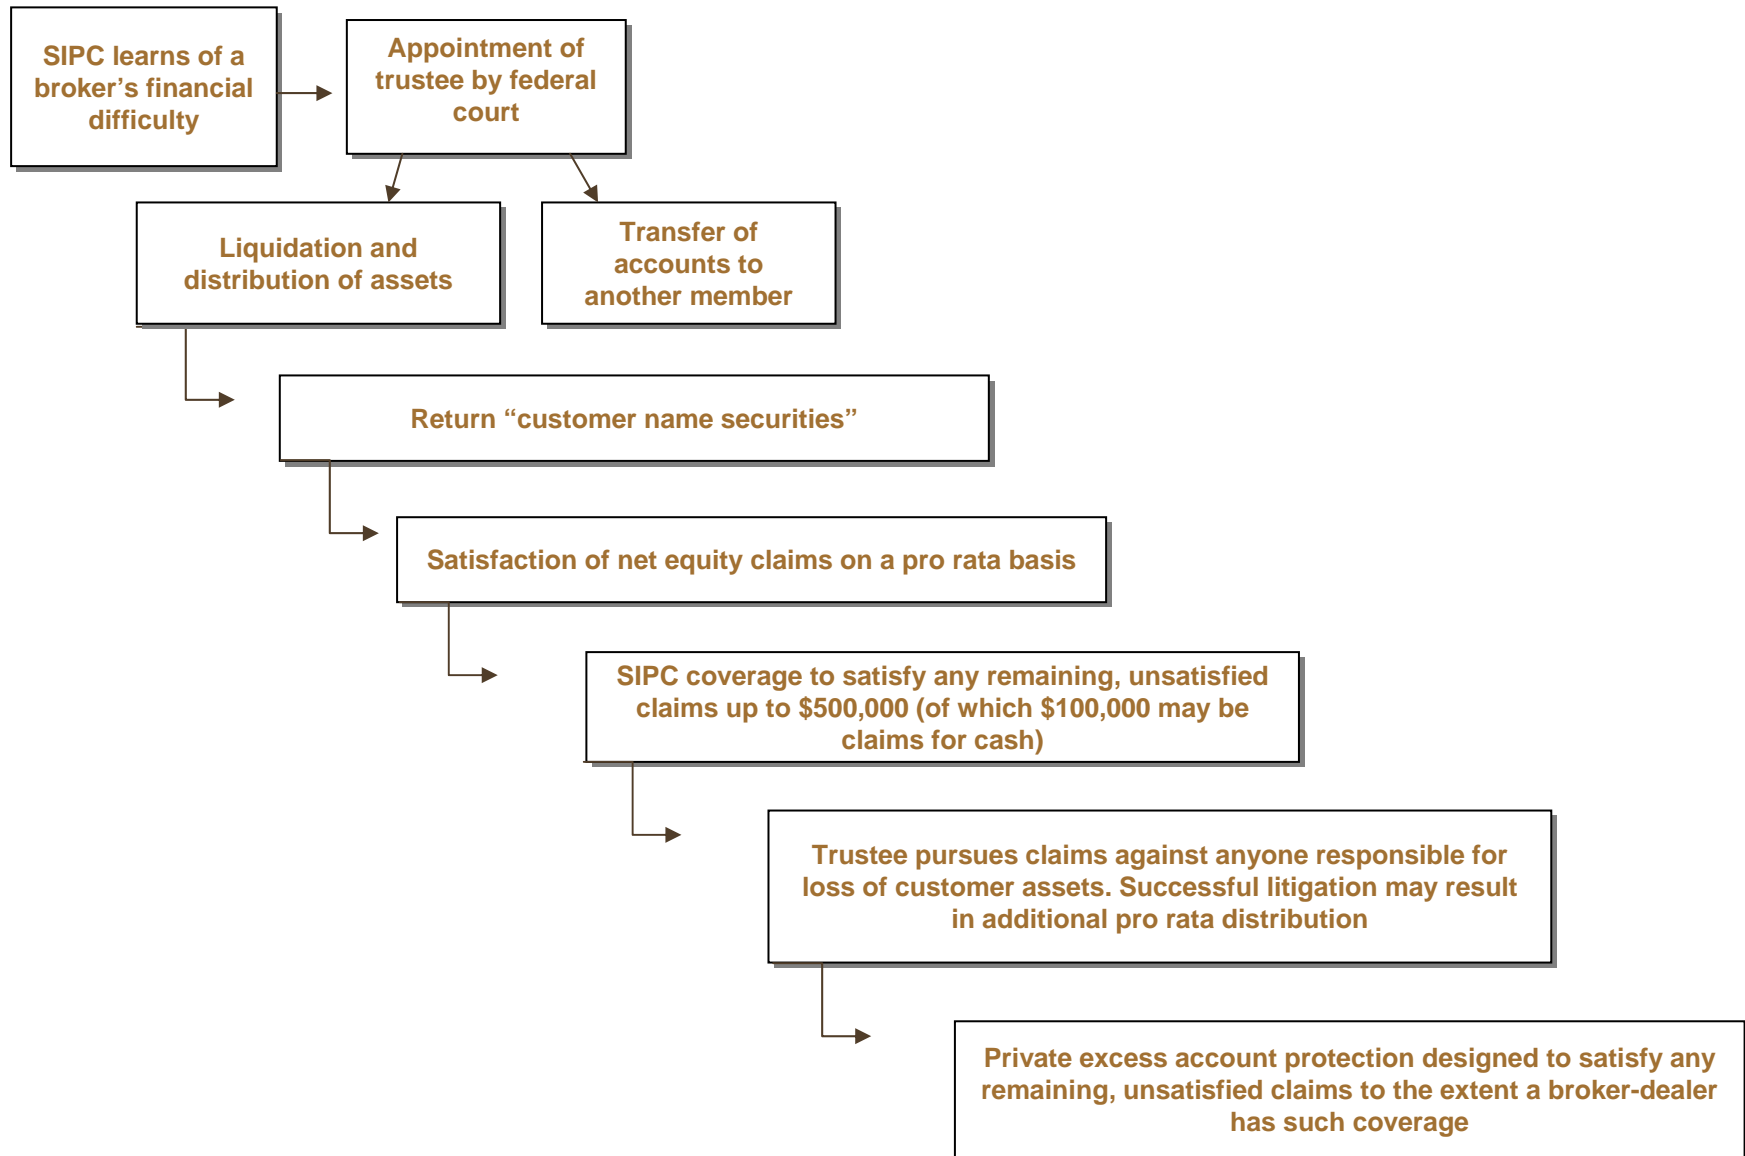 SIPC learns of a
broker’s financial
difficulty
Appointment of
trustee by federal
court
Liquidation and
distribution of assets
Transfer of
accounts to
another member
Return “customer name securities”
Satisfaction of net equity claims on a pro rata basis
SIPC coverage to satisfy any remaining, unsatisfied
claims up to $500,000 (of which $100,000 may be
claims for cash)
Trustee pursues claims against anyone responsible for
loss of customer assets. Successful litigation may result
in additional pro rata distribution
Private excess account protection designed to satisfy any
remaining, unsatisfied claims to the extent a broker-dealer
has such coverage